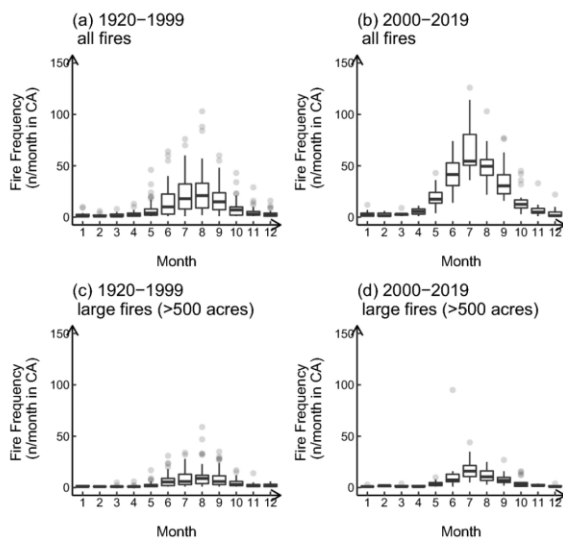 (a) 1920−1999
all fires
150
100
50
0
Fire Frequency
(n/month in CA)
1 2 3 4 5 6 7 8 9 10 11 12
Month
(b) 2000−2019
all fires
150
100
50
0
Fire Frequency
(n/month in CA)
1 2 3 4 5 6 7 8 9 10 11 12
Month
(c) 1920−1999
large fires (>500 acres)
150
100
50
0
Fire Frequency
(n/month in CA)
1 2 3 4 5 6 7 8 9 10 11 12
Month
(d) 2000−2019
large fires (>500 acres)
150
100
50
0
Fire Frequency
(n/month in CA)
1 2 3 4 5 6 7 8 9 10 11 12
Month